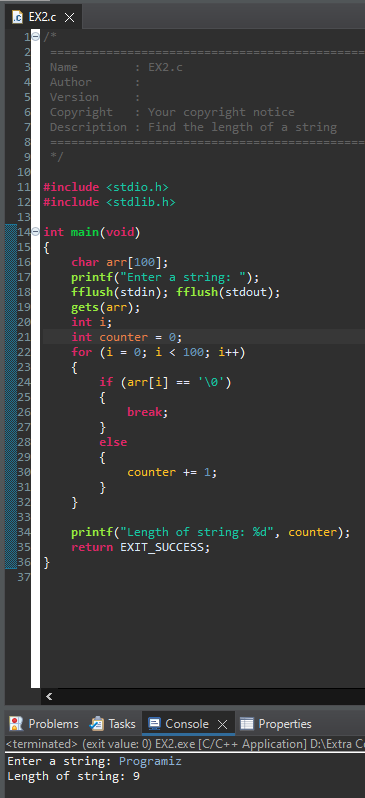 EX2.c
1 /*
2 =============================================
3 Name : EX2.c
4 Author :
5 Version :
6 Copyright : Your copyright notice
7 Description : Find the length of a string
8 =============================================
9 */
10
11 #include <stdio.h>
12 #include <stdlib.h>
13
14 int main(void)
15 {
16 char arr[100];
17 printf("Enter a string: ");
18 fflush(stdin); fflush(stdout);
19 gets(arr);
20 int i;
21 int counter = 0;
22 for (i = 0; i < 100; i++)
23 {
24 if (arr[i] == '\0')
25 {
26 break;
27 }
28 else
29 {
30 counter += 1;
31 }
32 }
33
34 printf("Length of string: %d", counter);
35 return EXIT_SUCCESS;
36 }
37
Problems Tasks Console Properties
<terminated> (exit value: 0) EX2.exe [C/C++ Application] D:\Extra Co
Enter a string: Programiz
Length of string: 9